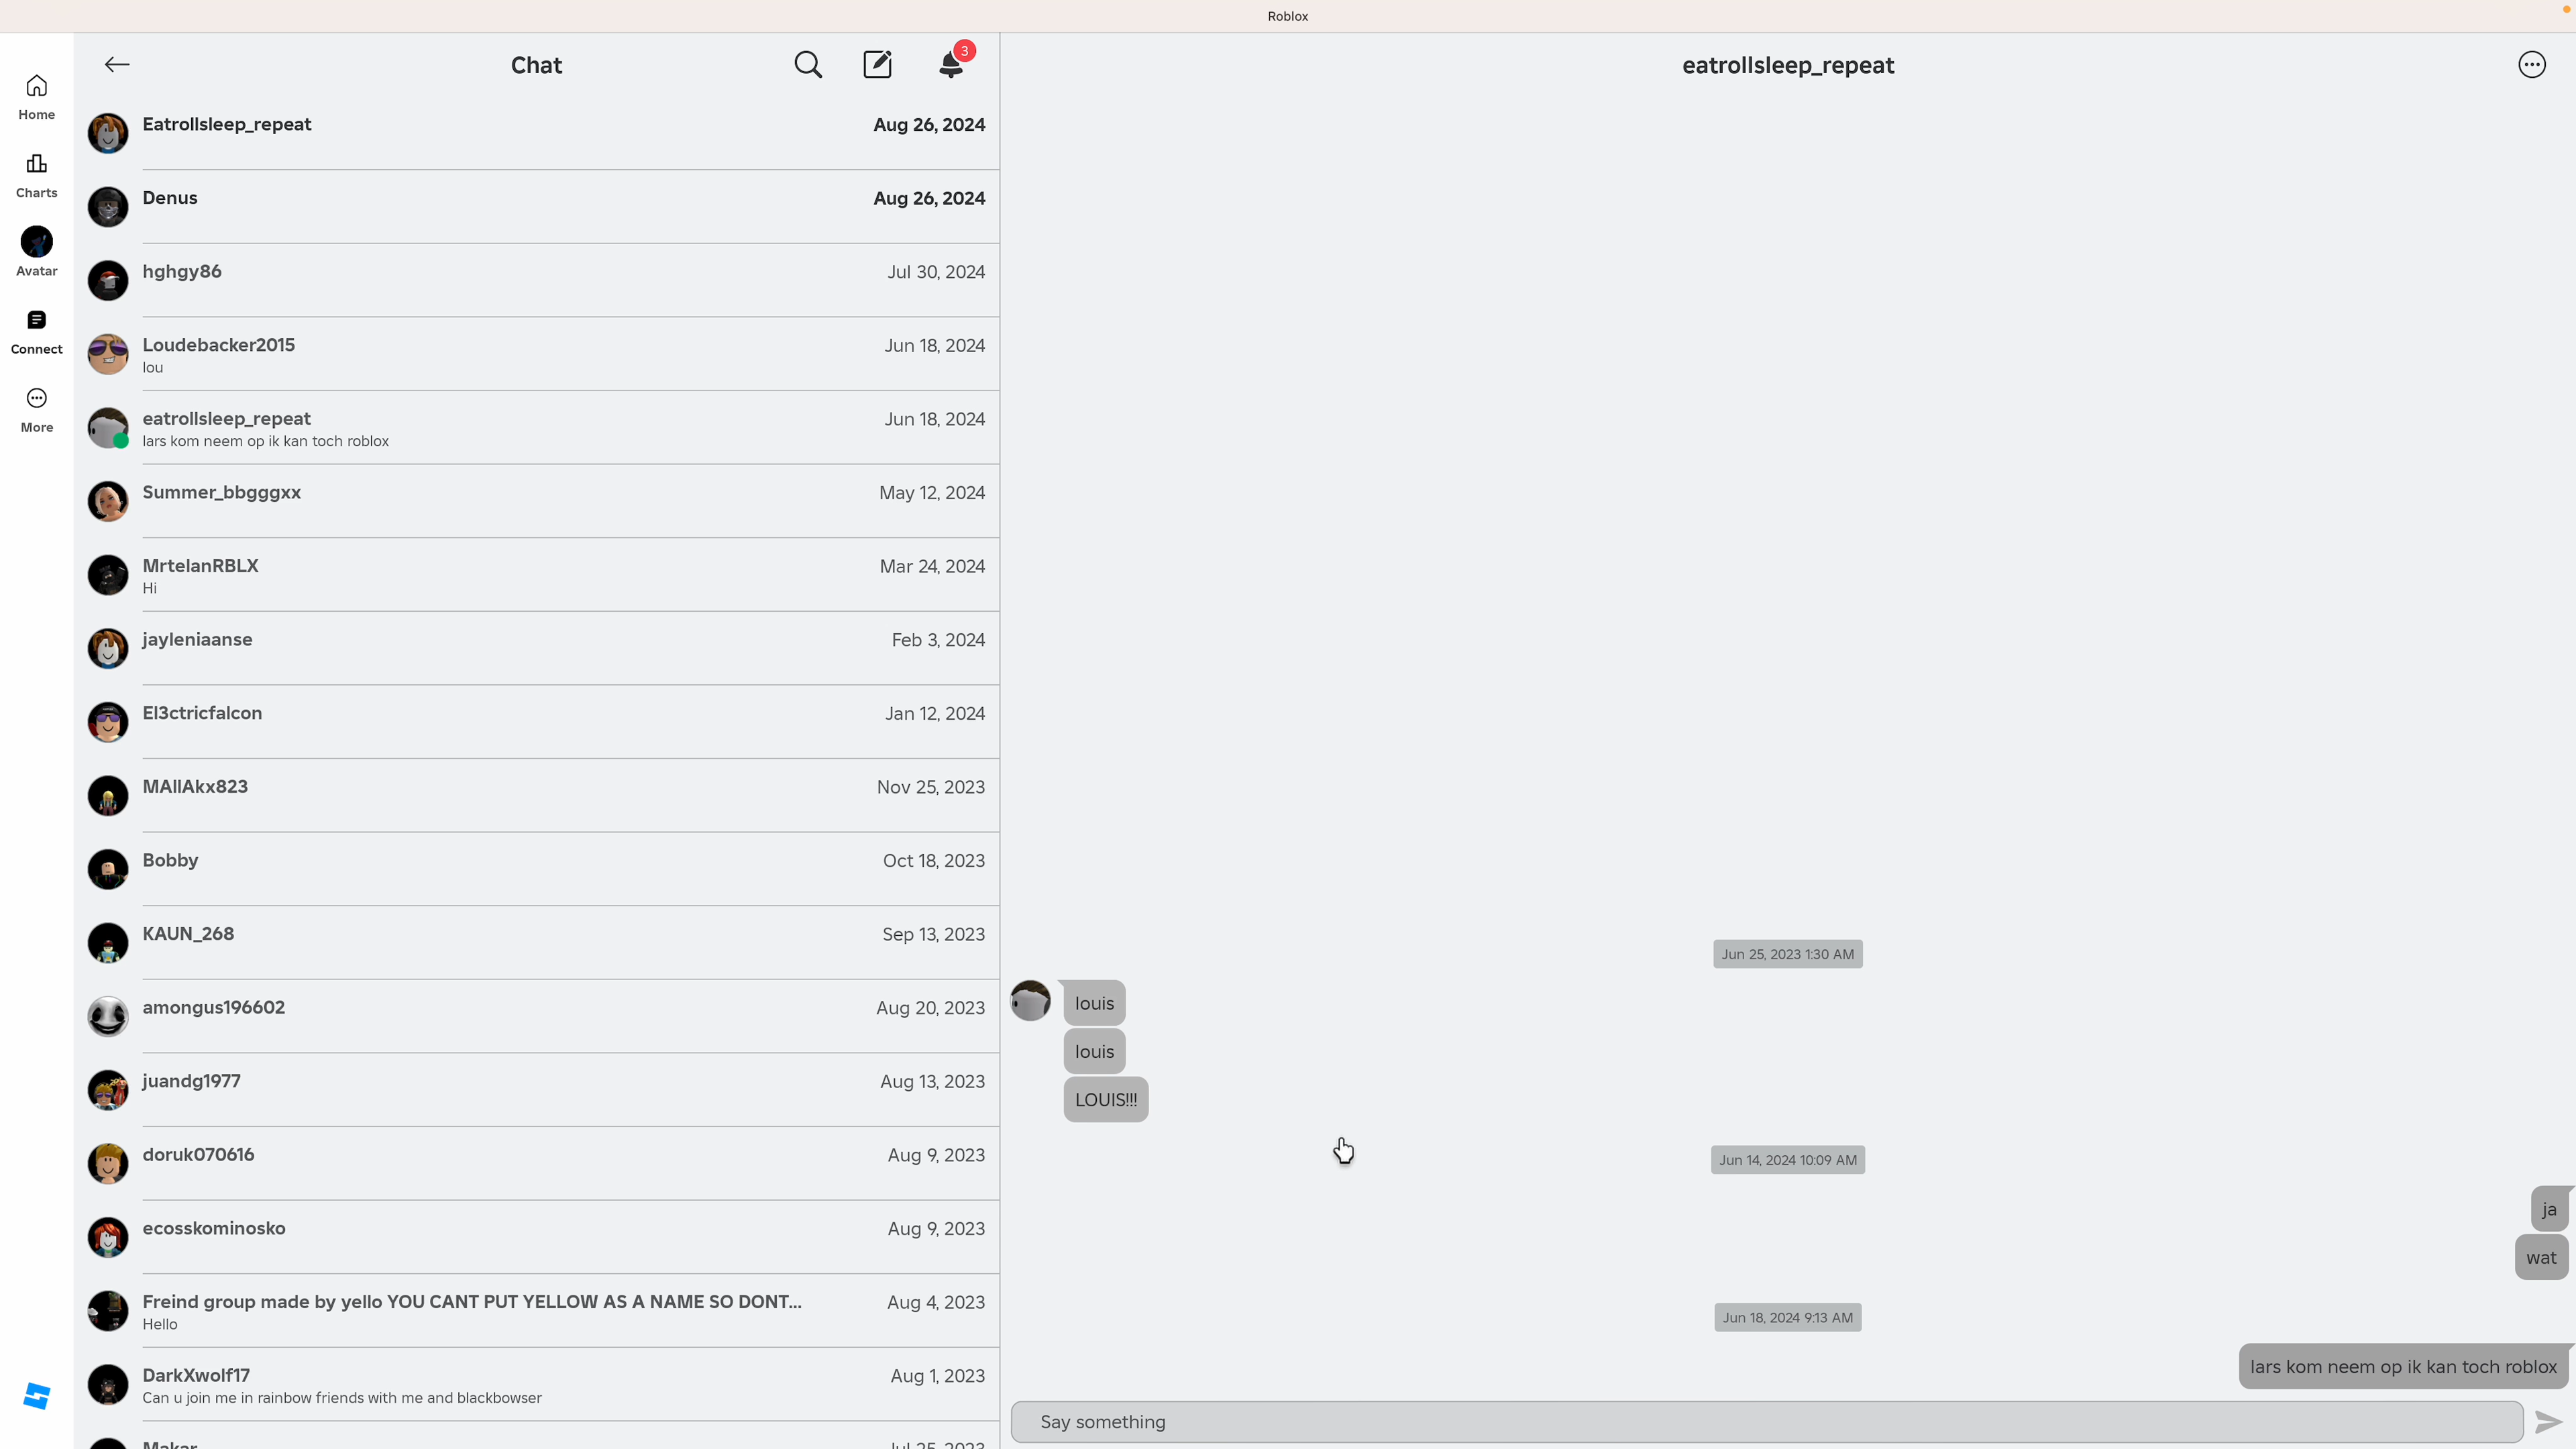 Roblox
Home
Charts
Avatar
Connect
More
Chat
3
Eatrollsleep_repeat
Aug 26, 2024
Denus
Aug 26, 2024
hghgy86
Jul 30, 2024
Loudebacker2015
Jun 18, 2024
lou
eatrollsleep_repeat
Jun 18, 2024
lars kom neem op ik kan toch roblox
Summer_bbgggxx
May 12, 2024
MrtelanRBLX
Mar 24, 2024
Hi
jayleniaanse
Feb 3, 2024
El3ctricfalcon
Jan 12, 2024
MAllAkx823
Nov 25, 2023
Bobby
Oct 18, 2023
KAUN_268
Sep 13, 2023
amongus196602
Aug 20, 2023
juandg1977
Aug 13, 2023
doruk070616
Aug 9, 2023
ecosskominosko
Aug 9, 2023
Freind group made by yello YOU CANT PUT YELLOW AS A NAME SO DONT...
Aug 4, 2023
Hello
DarkXwolf17
Aug 1, 2023
Can u join me in rainbow friends with me and blackbowser
Makar
Jul 25, 2023
eatrollsleep_repeat
Jun 25, 2023 1:30 AM
louis
louis
LOUIS!!!
Jun 14, 2024 10:09 AM
ja
wat
Jun 18, 2024 9:13 AM
lars kom neem op ik kan toch roblox
Say something